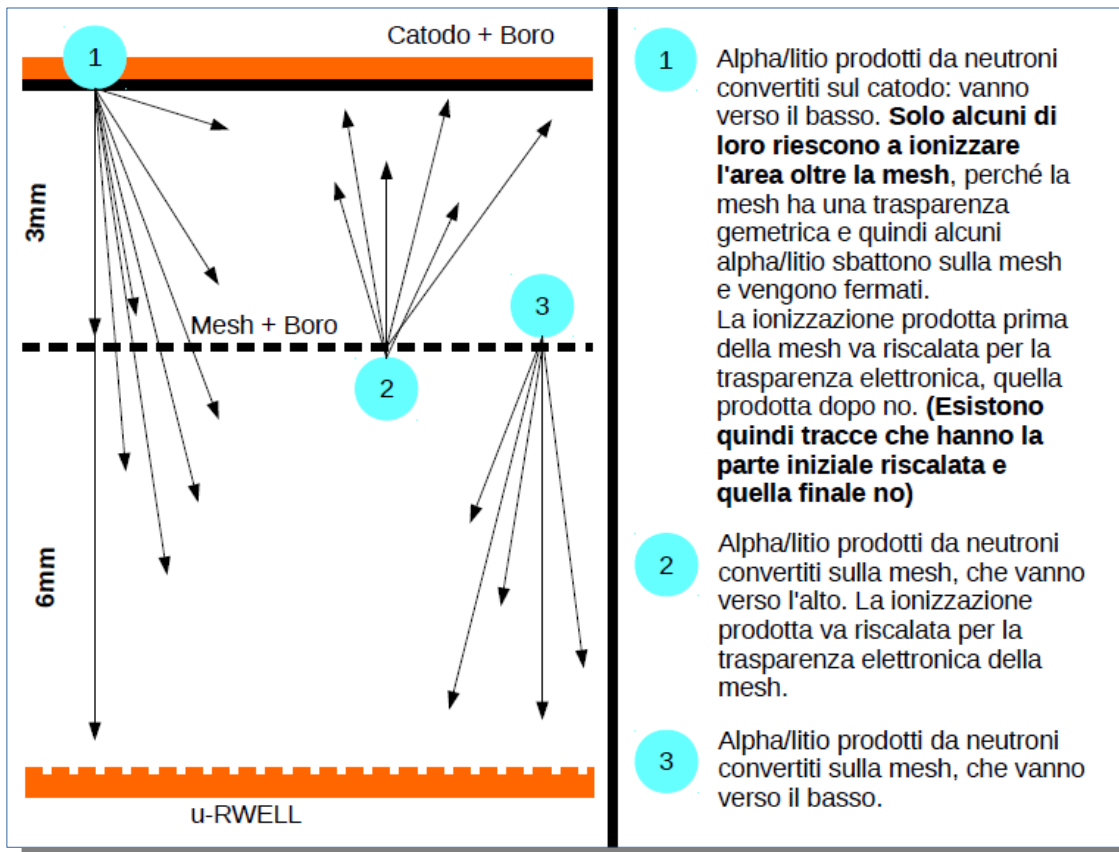 Catodo + Boro
1
3mm
Mesh + Boro
3
2
6mm
u-RWELL
1
Alpha/litio prodotti da neutroni
convertiti sul catodo: vanno
verso il basso. Solo alcuni di
loro riescono a ionizzare
l'area oltre la mesh, perché la
mesh ha una trasparenza
gemetrica e quindi alcuni
alpha/litio sbattono sulla mesh
e vengono fermati.
La ionizzazione prodotta prima
della mesh va riscalata per la
trasparenza elettronica, quella
prodotta dopo no. (Esistono
quindi tracce che hanno la
parte iniziale riscalata e
quella finale no)
2
Alpha/litio prodotti da neutroni
convertiti sulla mesh, che vanno
verso l'alto. La ionizzazione
prodotta va riscalata per la
trasparenza elettronica della
mesh.
3
Alpha/litio prodotti da neutroni
convertiti sulla mesh, che vanno
verso il basso.